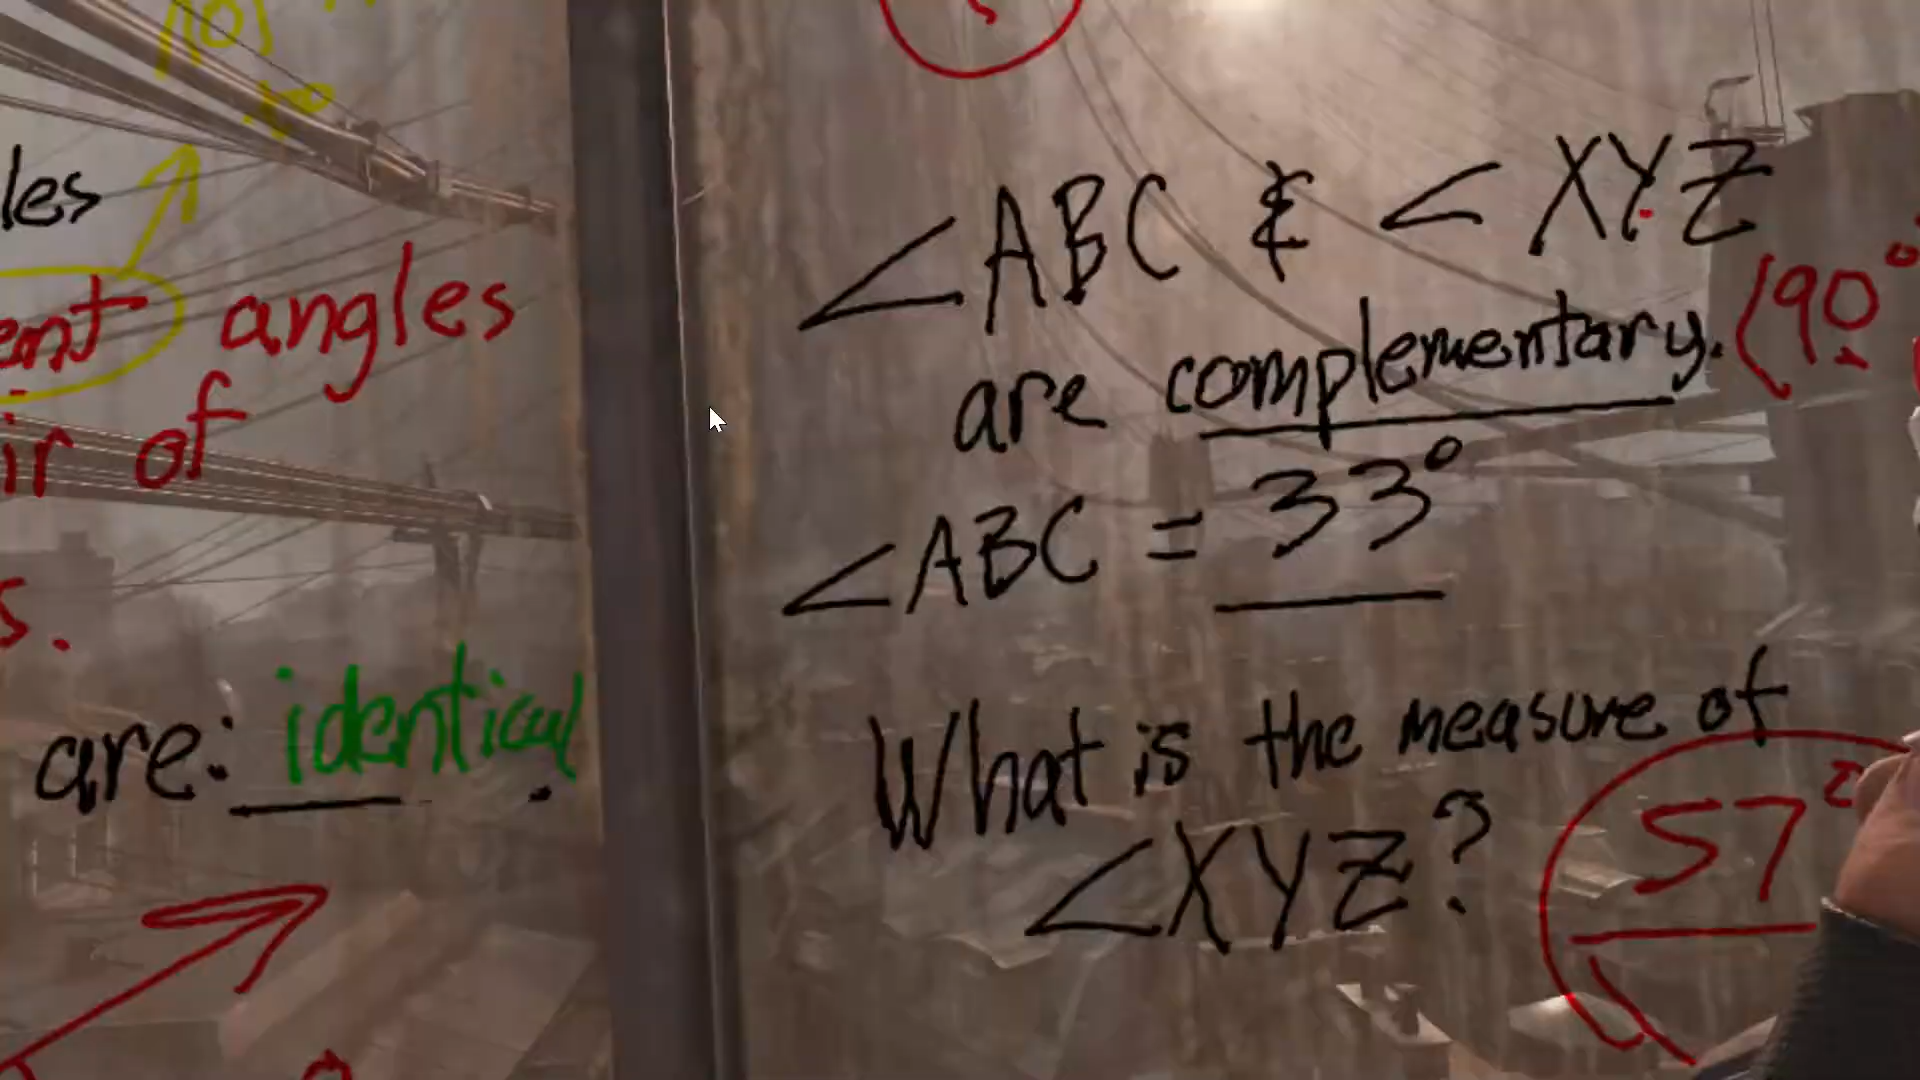 les
angles
of
s.
are: identical
∠ABC & ∠XYZ
are complementary. (90°
∠ABC = 33°
What is the measure of
∠XYZ? 57°